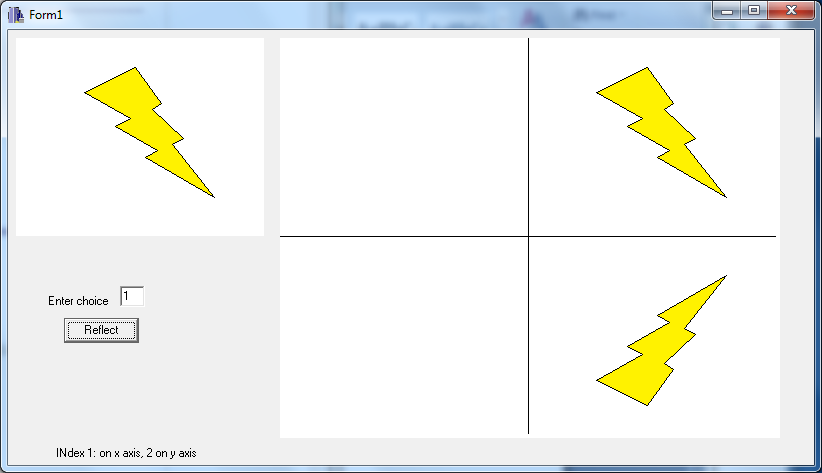 Form1
Enter choice 1
Reflect
INdex 1: on x axis, 2 on y axis